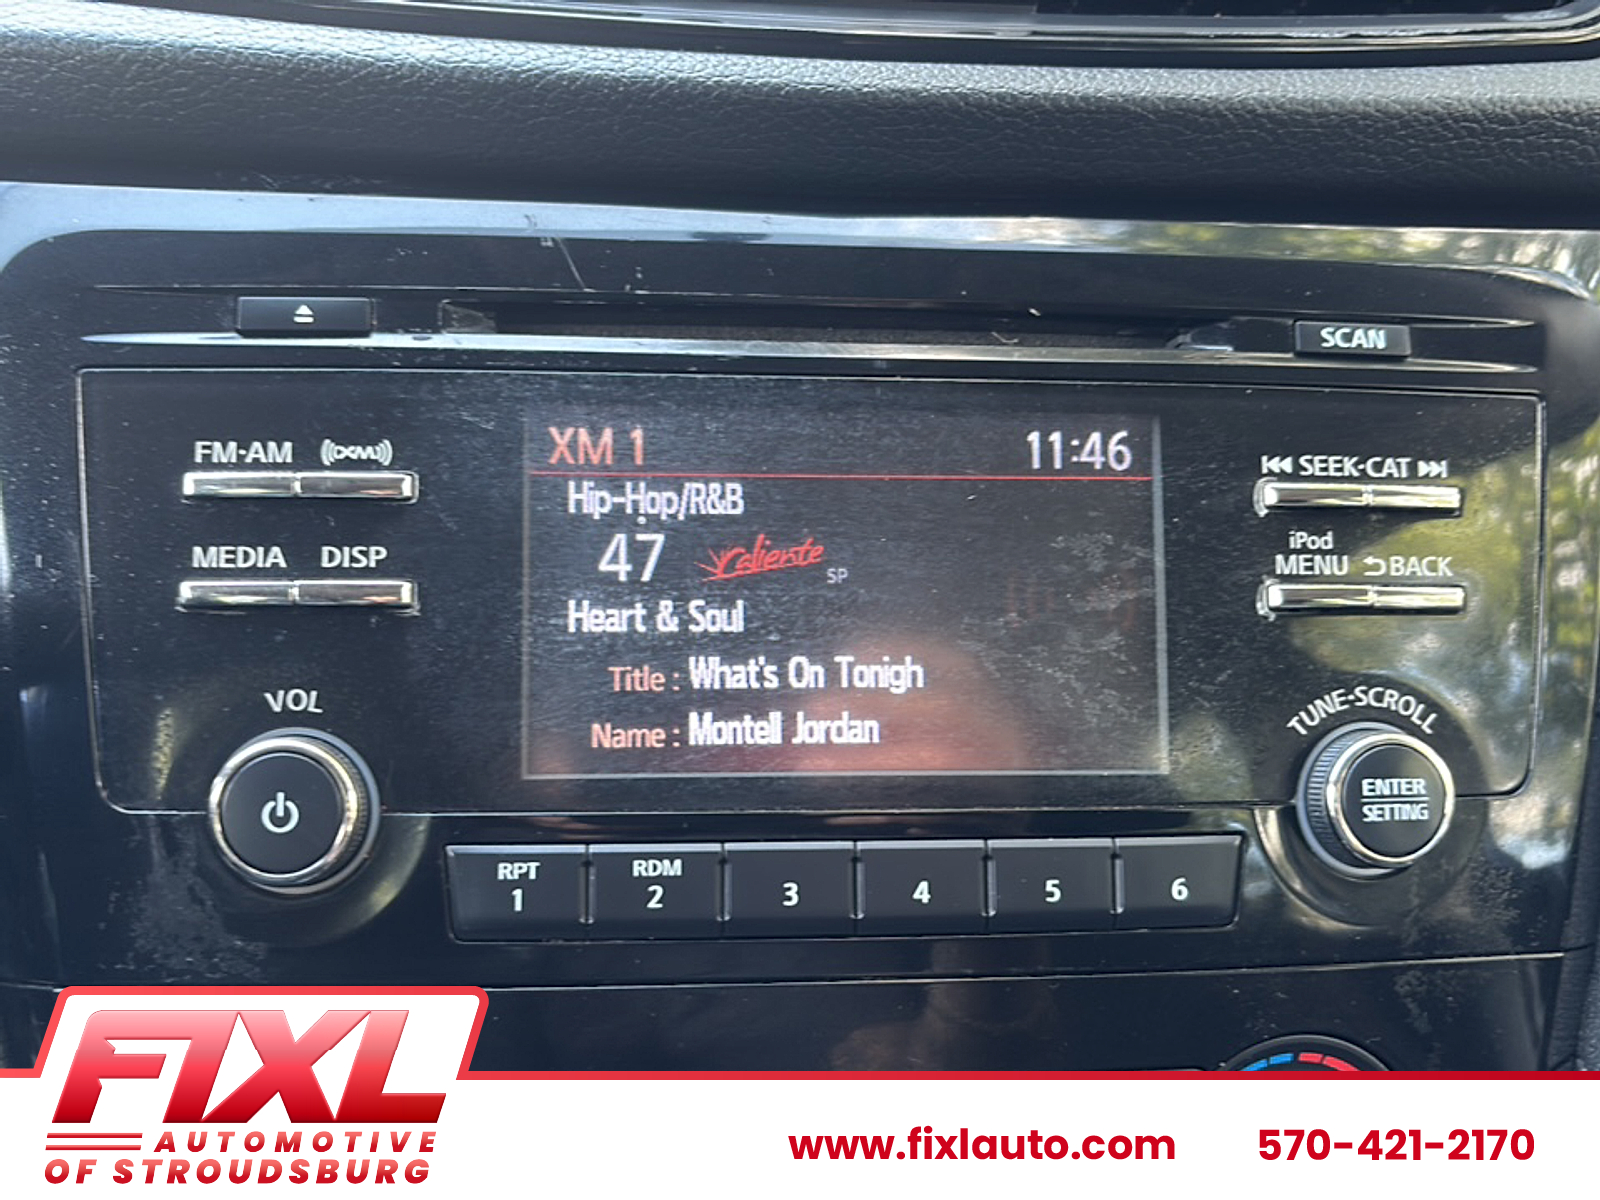 SCAN
FM·AM
((XM))
XM 1
11:46
SEEK·CAT
Hip-Hop/R&B
47
Caliente
SP
MEDIA
DISP
iPod
MENU
BACK
Heart & Soul
Title : What's On Tonigh
Name : Montell Jordan
VOL
TUNE·SCROLL
ENTER
SETTING
RPT
1
RDM
2
3
4
5
6
FIXL
AUTOMOTIVE
OF STROUDSBURG
www.fixlauto.com
570-421-2170